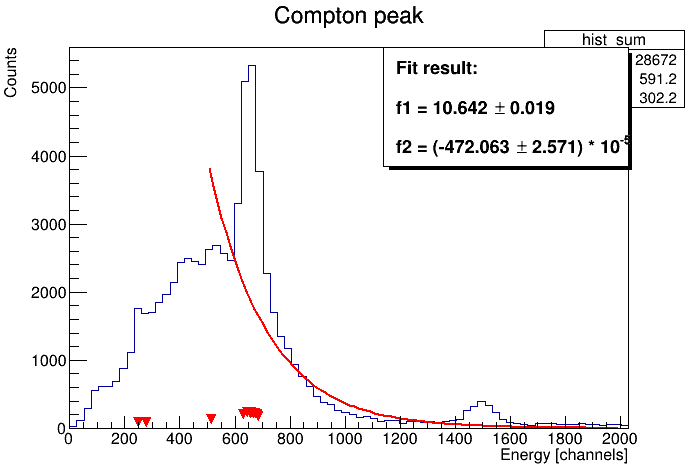 Compton peak
hist_sum
28672
591.2
302.2
Fit result:
f1 = 10.642 ± 0.019
f2 = (-472.063 ± 2.571) * 10^-5
Counts
5000
4000
3000
2000
1000
0
0 200 400 600 800 1000 1200 1400 1600 1800 2000
Energy [channels]